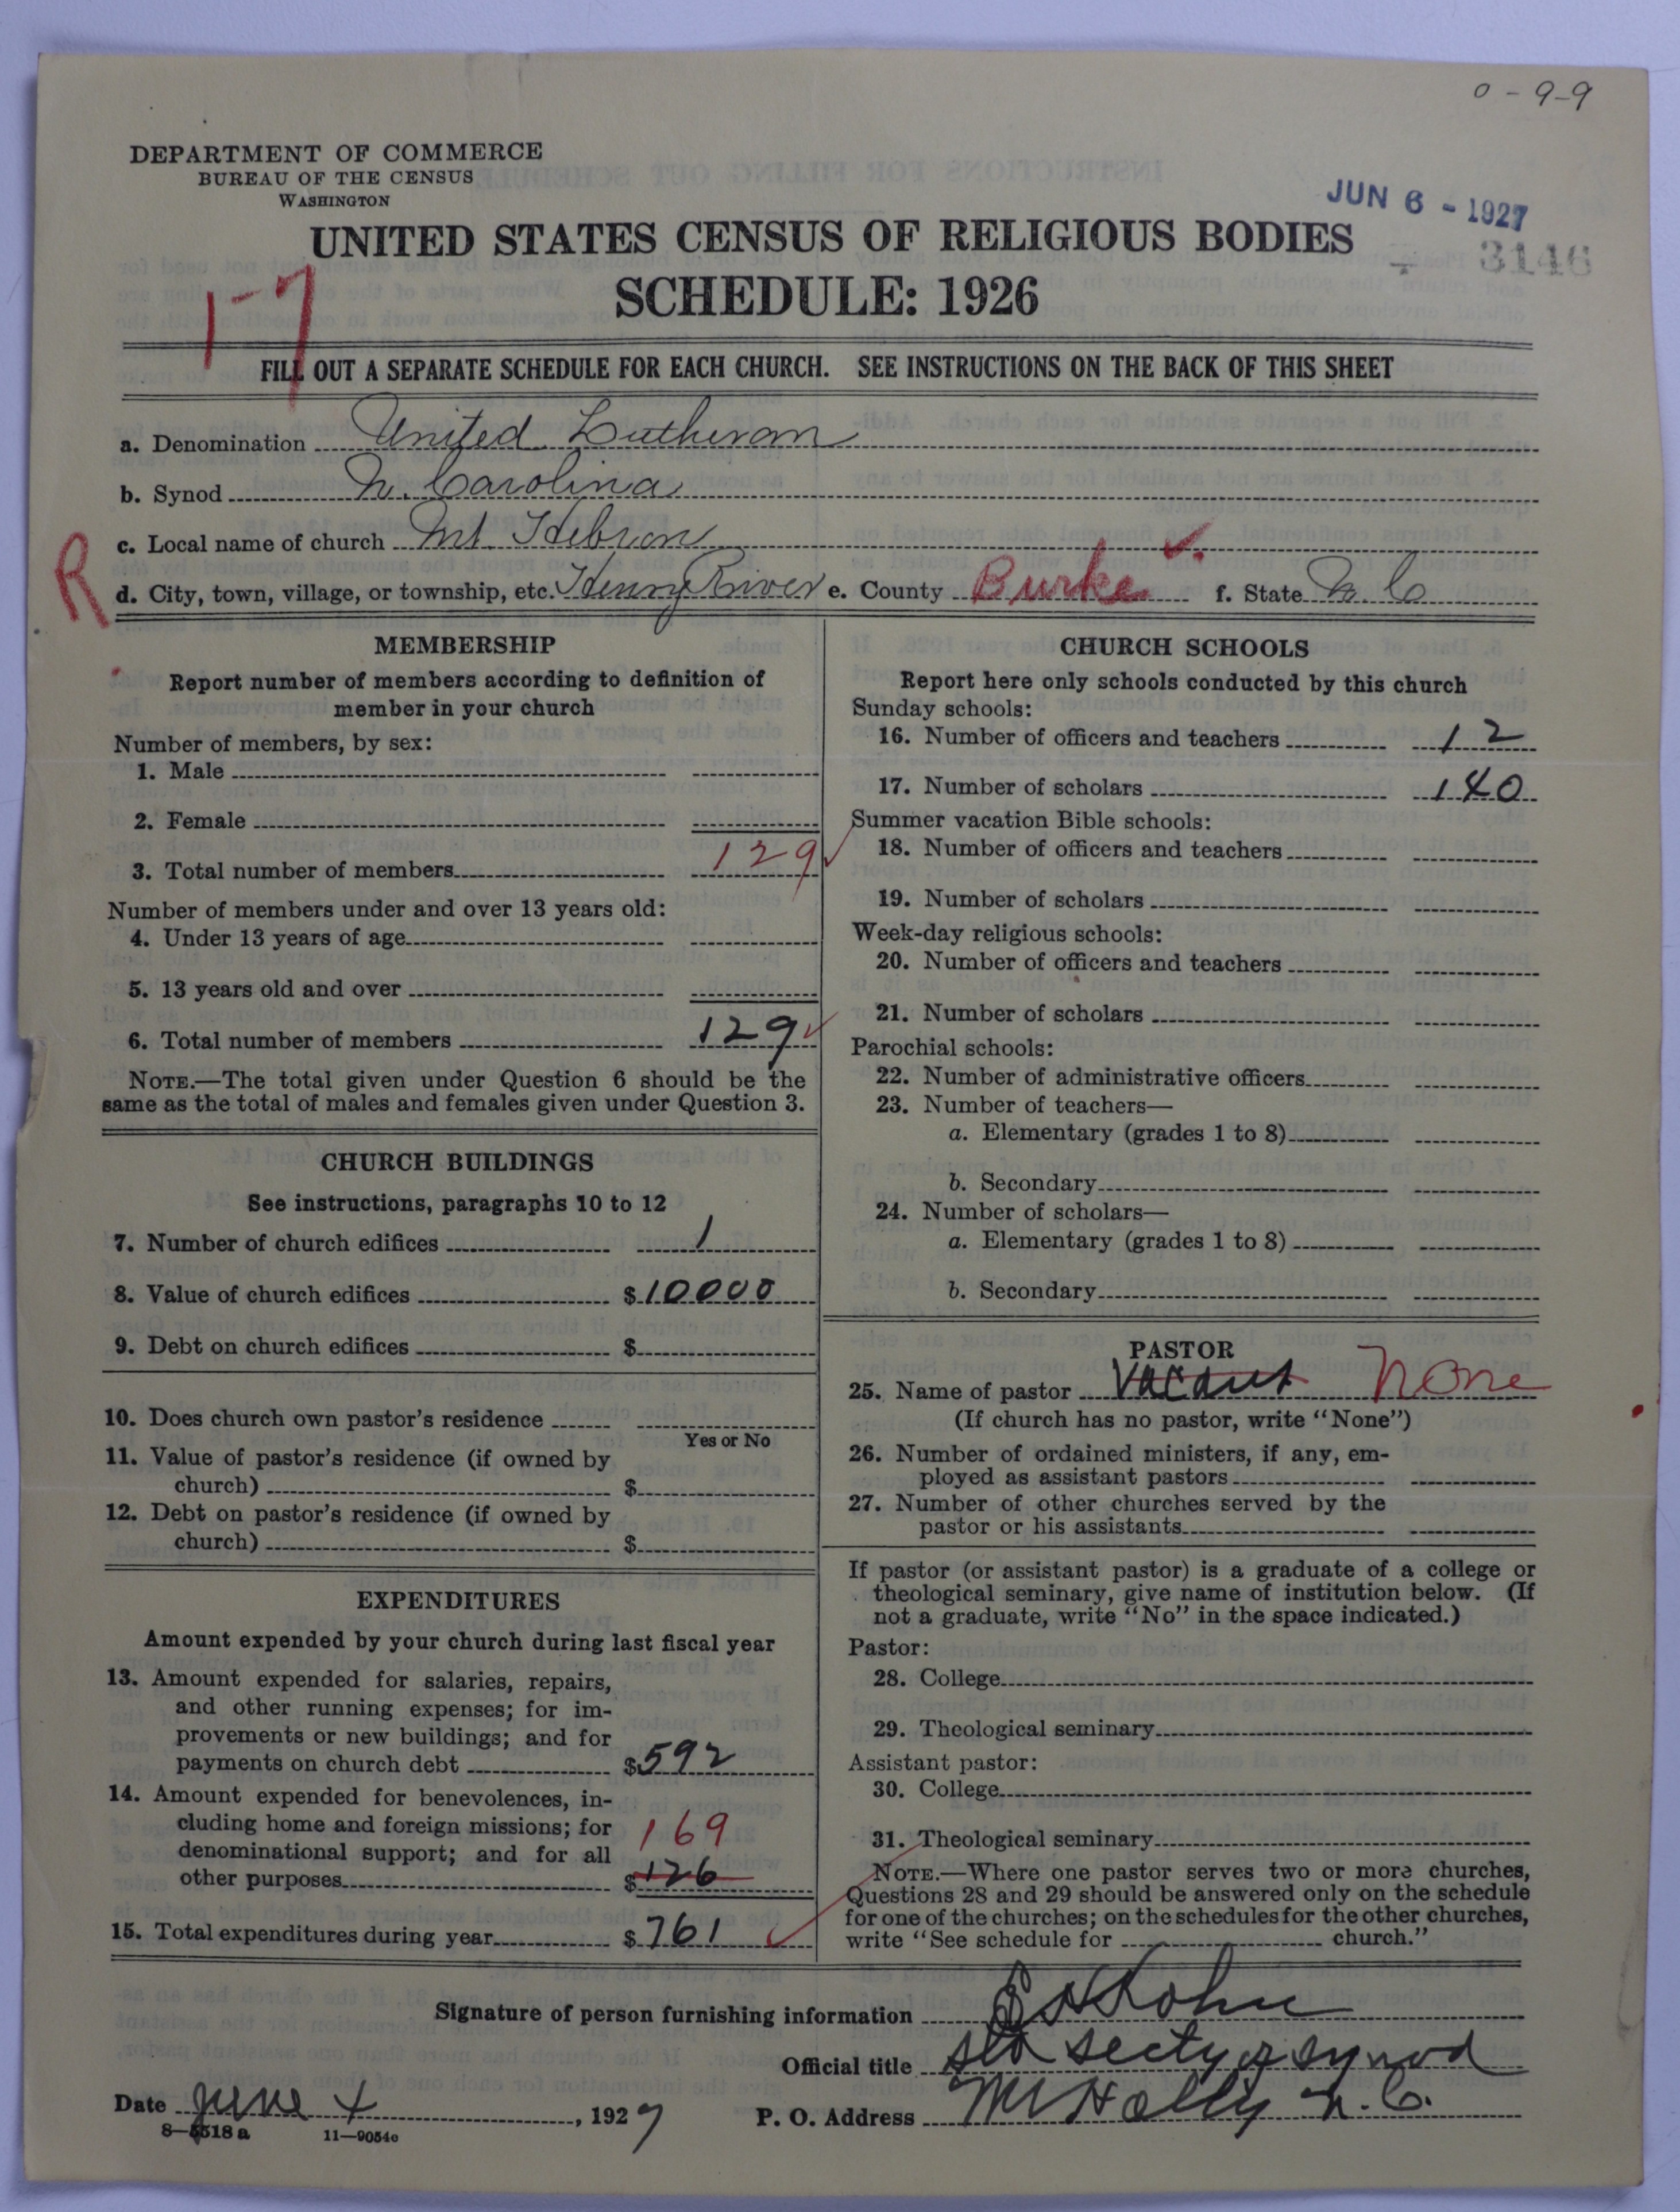 0-9-9
DEPARTMENT OF COMMERCE
BUREAU OF THE CENSUS
WASHINGTON
JUN 6 - 1927
3146
UNITED STATES CENSUS OF RELIGIOUS BODIES
SCHEDULE: 1926
1-7
FILL OUT A SEPARATE SCHEDULE FOR EACH CHURCH. SEE INSTRUCTIONS ON THE BACK OF THIS SHEET
a. Denomination United Lutheran
b. Synod N. Carolina
c. Local name of church Mt. Hebron
R
d. City, town, village, or township, etc. Henry River e. County Burke f. State N. C
MEMBERSHIP
Report number of members according to definition of
member in your church
Number of members, by sex:
1. Male
2. Female
3. Total number of members 129
Number of members under and over 13 years old:
4. Under 13 years of age
5. 13 years old and over
6. Total number of members 129
NOTE.—The total given under Question 6 should be the
same as the total of males and females given under Question 3.
CHURCH BUILDINGS
See instructions, paragraphs 10 to 12
7. Number of church edifices 1
8. Value of church edifices $10000
9. Debt on church edifices $
10. Does church own pastor's residence
Yes or No
11. Value of pastor's residence (if owned by
church) $
12. Debt on pastor's residence (if owned by
church) $
EXPENDITURES
Amount expended by your church during last fiscal year
13. Amount expended for salaries, repairs,
and other running expenses; for im-
provements or new buildings; and for
payments on church debt $592
14. Amount expended for benevolences, in-
cluding home and foreign missions; for 169
denominational support; and for all
other purposes $126
15. Total expenditures during year $761
CHURCH SCHOOLS
Report here only schools conducted by this church
Sunday schools:
16. Number of officers and teachers 12
17. Number of scholars 140
Summer vacation Bible schools:
18. Number of officers and teachers
19. Number of scholars
Week-day religious schools:
20. Number of officers and teachers
21. Number of scholars
Parochial schools:
22. Number of administrative officers
23. Number of teachers—
a. Elementary (grades 1 to 8)
b. Secondary
24. Number of scholars—
a. Elementary (grades 1 to 8)
b. Secondary
PASTOR
25. Name of pastor vacant None
(If church has no pastor, write "None")
26. Number of ordained ministers, if any, em-
ployed as assistant pastors
27. Number of other churches served by the
pastor or his assistants
If pastor (or assistant pastor) is a graduate of a college or
theological seminary, give name of institution below. (If
not a graduate, write "No" in the space indicated.)
Pastor:
28. College
29. Theological seminary
Assistant pastor:
30. College
31. Theological seminary
NOTE.—Where one pastor serves two or more churches,
Questions 28 and 29 should be answered only on the schedule
for one of the churches; on the schedules for the other churches,
write "See schedule for church."
Signature of person furnishing information E H Kohn
Official title Sta Secty of Synod
Date June 4, 1927 P. O. Address Mt Holly N. C.
8—5518 a 11—9054c